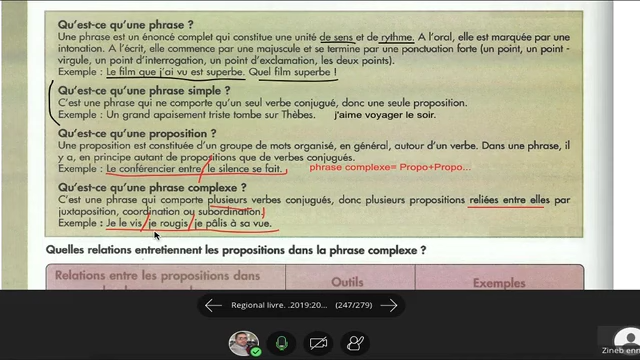 Qu'est-ce qu'une phrase ?
Une phrase est un énoncé complet qui constitue une unité de sens et de rythme. A l'oral, elle est marquée par une
intonation. A l'écrit, elle commence par une majuscule et se termine par une ponctuation forte (un point, un point -
virgule, un point d'interrogation, un point d'exclamation, les deux points).
Exemple : Le film que j'ai vu est superbe. Quel film superbe !
Qu'est-ce qu'une phrase simple ?
C'est une phrase qui ne comporte qu'un seul verbe conjugué, donc une seule proposition.
Exemple : Un grand apaisement triste tombe sur Thèbes. j'aime voyager le soir.
Qu'est-ce qu'une proposition ?
Une proposition est constituée d'un groupe de mots organisé, en général, autour d'un verbe. Dans une phrase, il
y a, en principe autant de propositions que de verbes conjugués.
Exemple : Le conférencier entre, le silence se fait. phrase complexe= Propo+Propo...
Qu'est-ce qu'une phrase complexe ?
C'est une phrase qui comporte plusieurs verbes conjugués, donc plusieurs propositions reliées entre elles par
juxtaposition, coordination ou subordination.
Exemple : Je le vis, je rougis, je pâlis à sa vue.
Quelles relations entretiennent les propositions dans la phrase complexe ?
Relations entre les propositions dans
Outils
Exemples
Regional livre. ..2019:20... (247/279)
Zineb enn